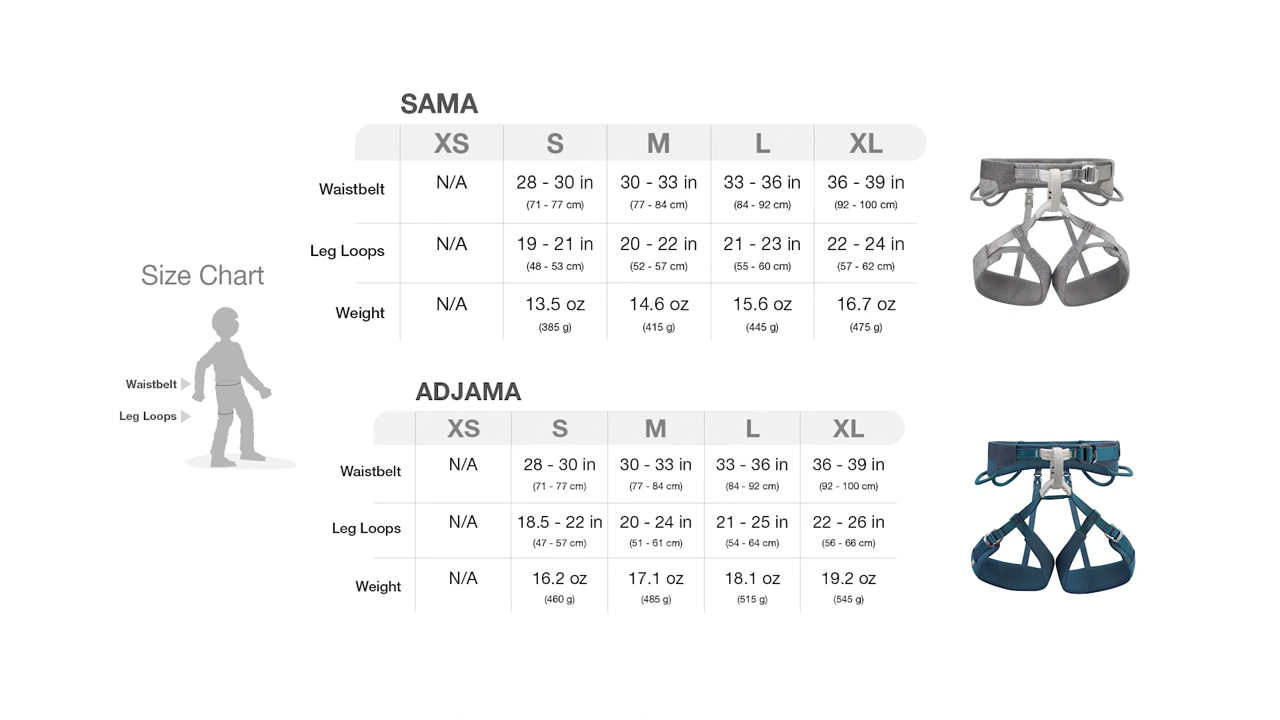 SAMA
XS S M L XL
Waistbelt N/A 28 - 30 in 30 - 33 in 33 - 36 in 36 - 39 in
(71 - 77 cm) (77 - 84 cm) (84 - 92 cm) (92 - 100 cm)
Leg Loops N/A 19 - 21 in 20 - 22 in 21 - 23 in 22 - 24 in
(48 - 53 cm) (52 - 57 cm) (55 - 60 cm) (57 - 62 cm)
Weight N/A 13.5 oz 14.6 oz 15.6 oz 16.7 oz
(385 g) (415 g) (445 g) (475 g)
Size Chart
Waistbelt
Leg Loops
ADJAMA
XS S M L XL
Waistbelt N/A 28 - 30 in 30 - 33 in 33 - 36 in 36 - 39 in
(71 - 77 cm) (77 - 84 cm) (84 - 92 cm) (92 - 100 cm)
Leg Loops N/A 18.5 - 22 in 20 - 24 in 21 - 25 in 22 - 26 in
(47 - 57 cm) (51 - 61 cm) (54 - 64 cm) (56 - 66 cm)
Weight N/A 16.2 oz 17.1 oz 18.1 oz 19.2 oz
(460 g) (485 g) (515 g) (545 g)